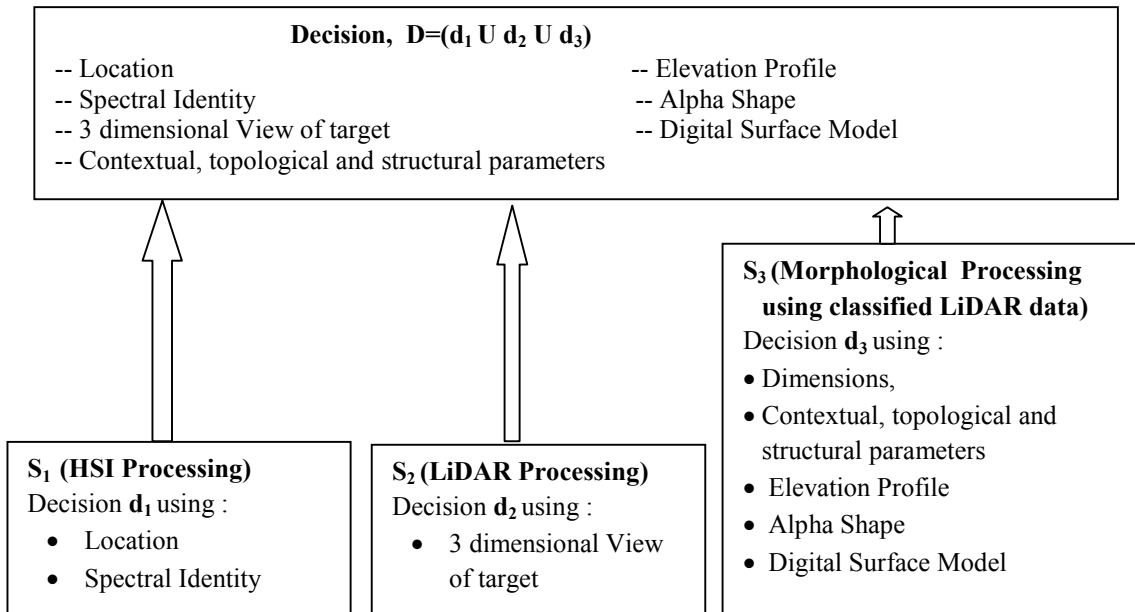 Decision, D=(d₁ U d₂ U d₃)
-- Location
-- Spectral Identity
-- 3 dimensional View of target
-- Contextual, topological and structural parameters
-- Elevation Profile
-- Alpha Shape
-- Digital Surface Model
S₁ (HSI Processing)
Decision d₁ using :
• Location
• Spectral Identity
S₂ (LiDAR Processing)
Decision d₂ using :
• 3 dimensional View
of target
S₃ (Morphological Processing
using classified LiDAR data)
Decision d₃ using :
• Dimensions,
• Contextual, topological and
structural parameters
• Elevation Profile
• Alpha Shape
• Digital Surface Model